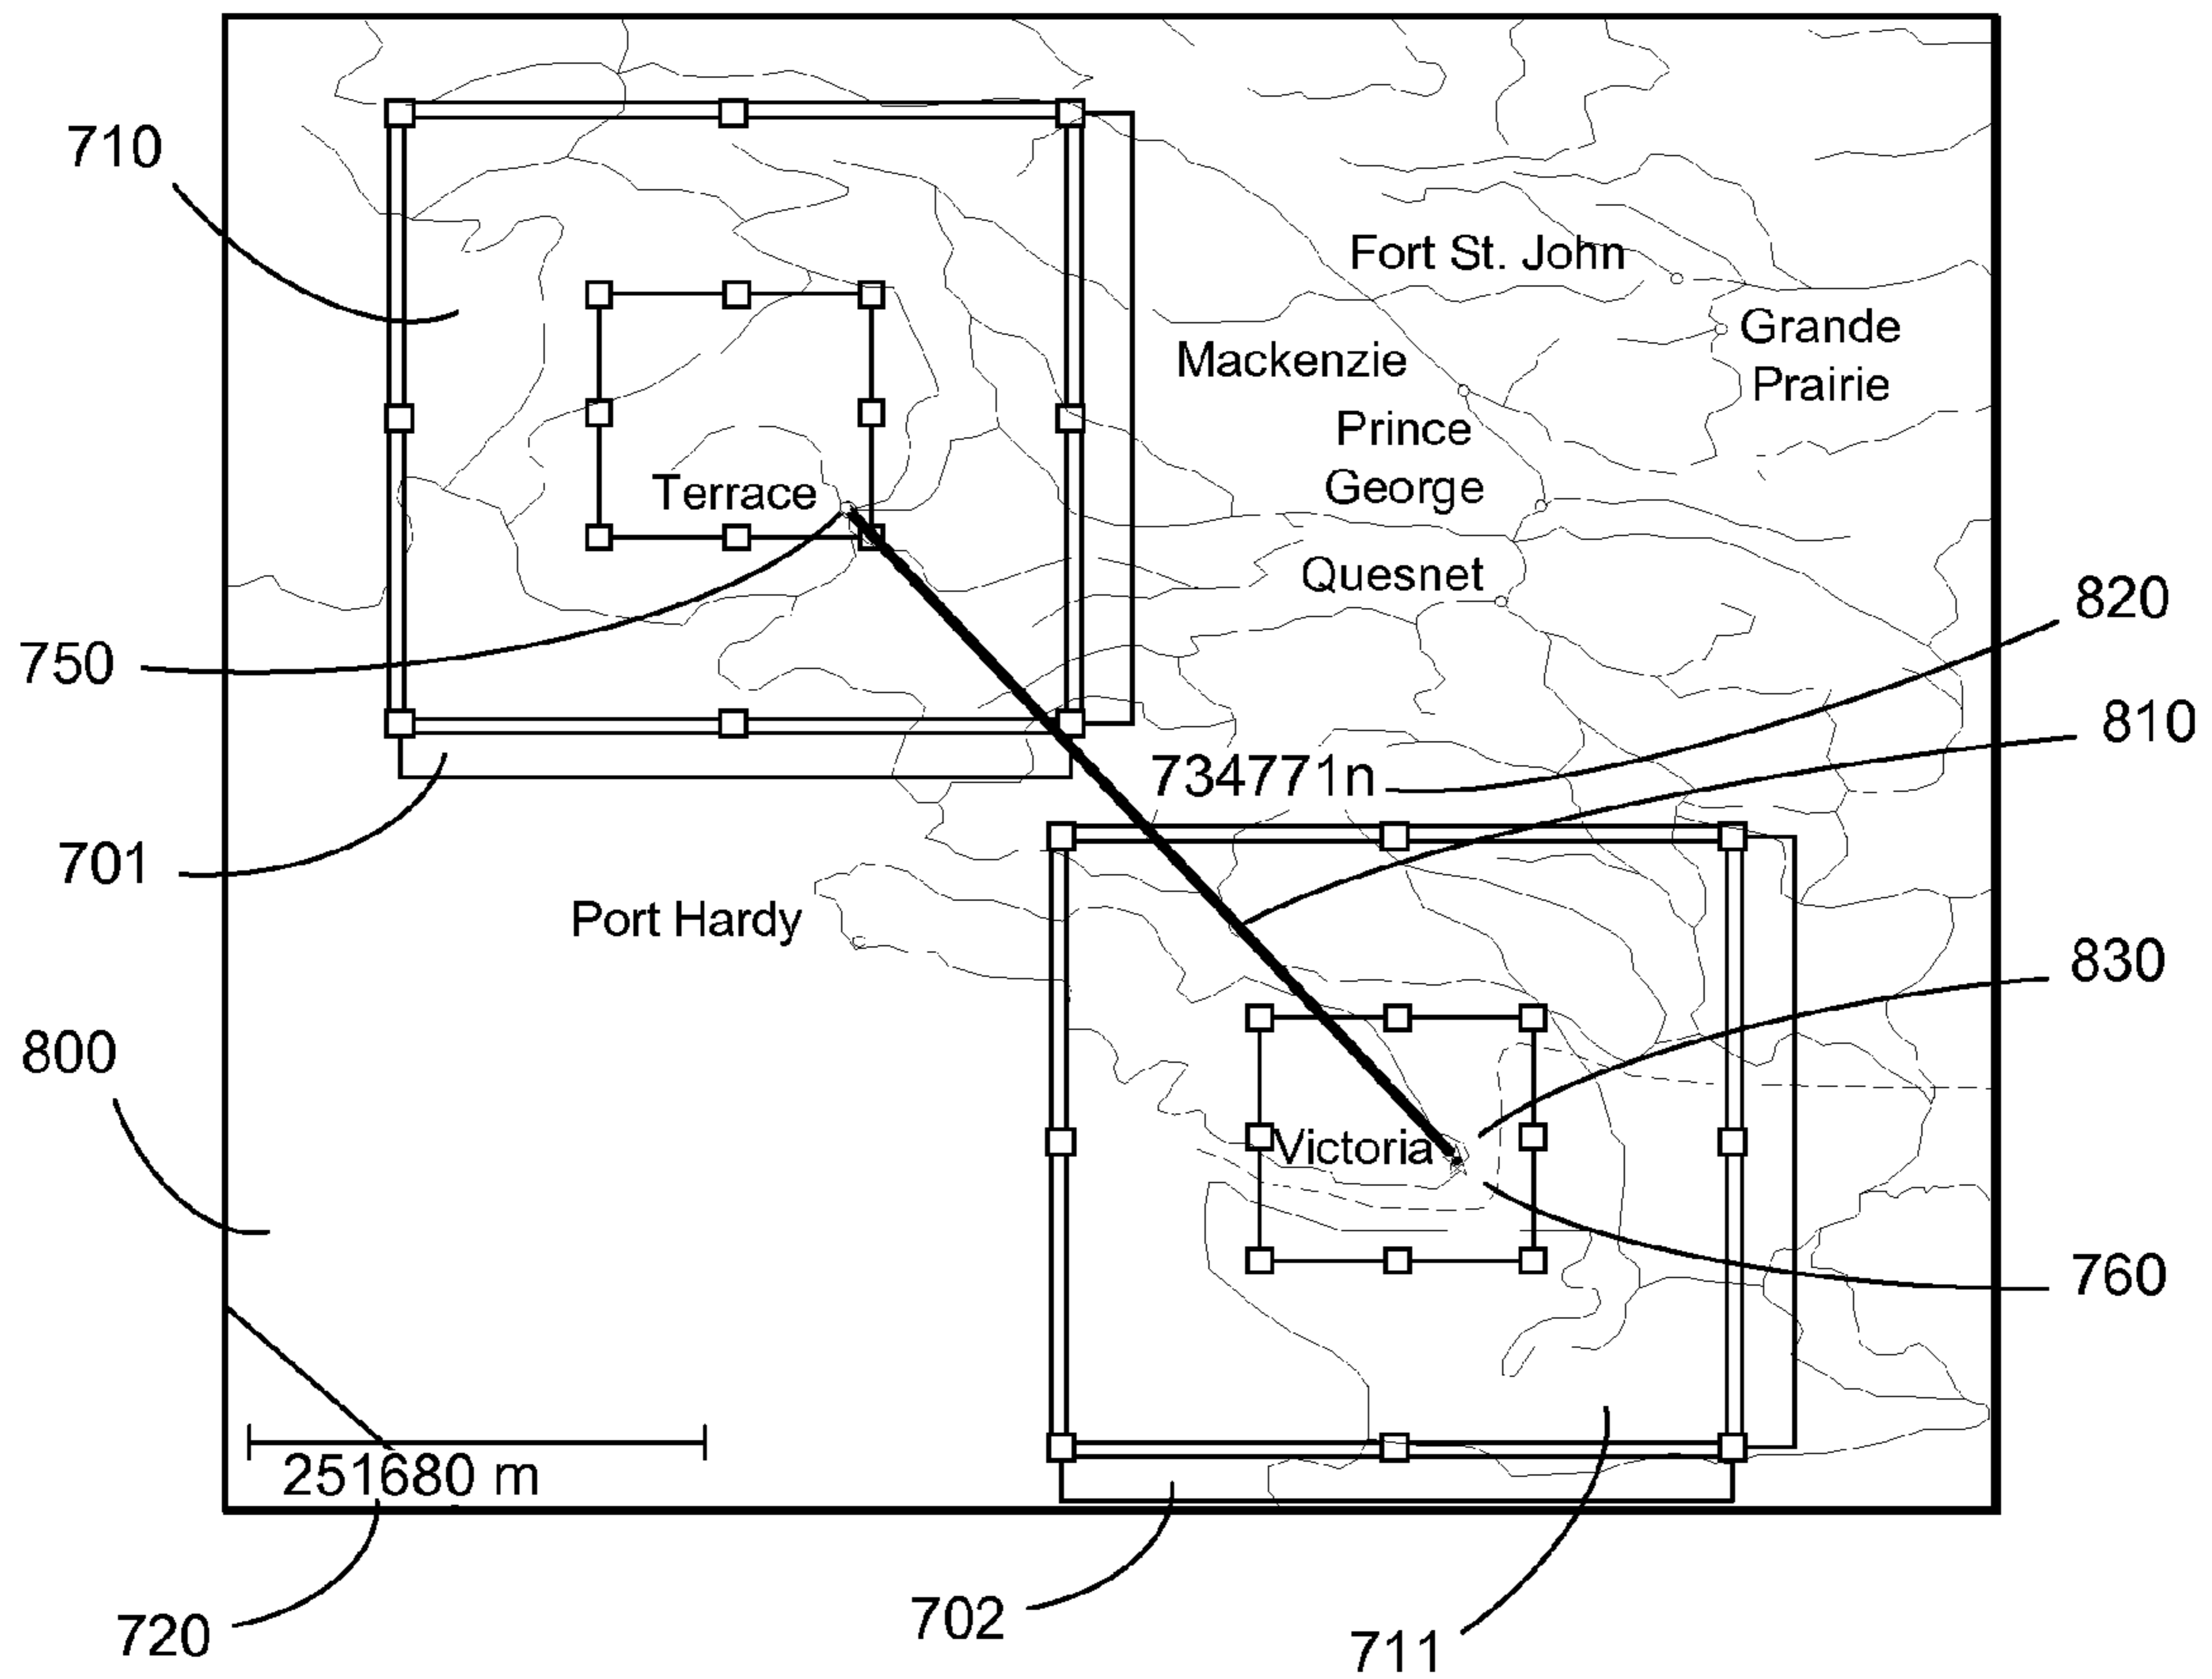 710
Fort St. John
Grande
Prairie
Mackenzie
Prince
George
Terrace
Quesnet
820
750
810
734771n
701
Port Hardy
830
800
Victoria
760
251680 m
720
702
711